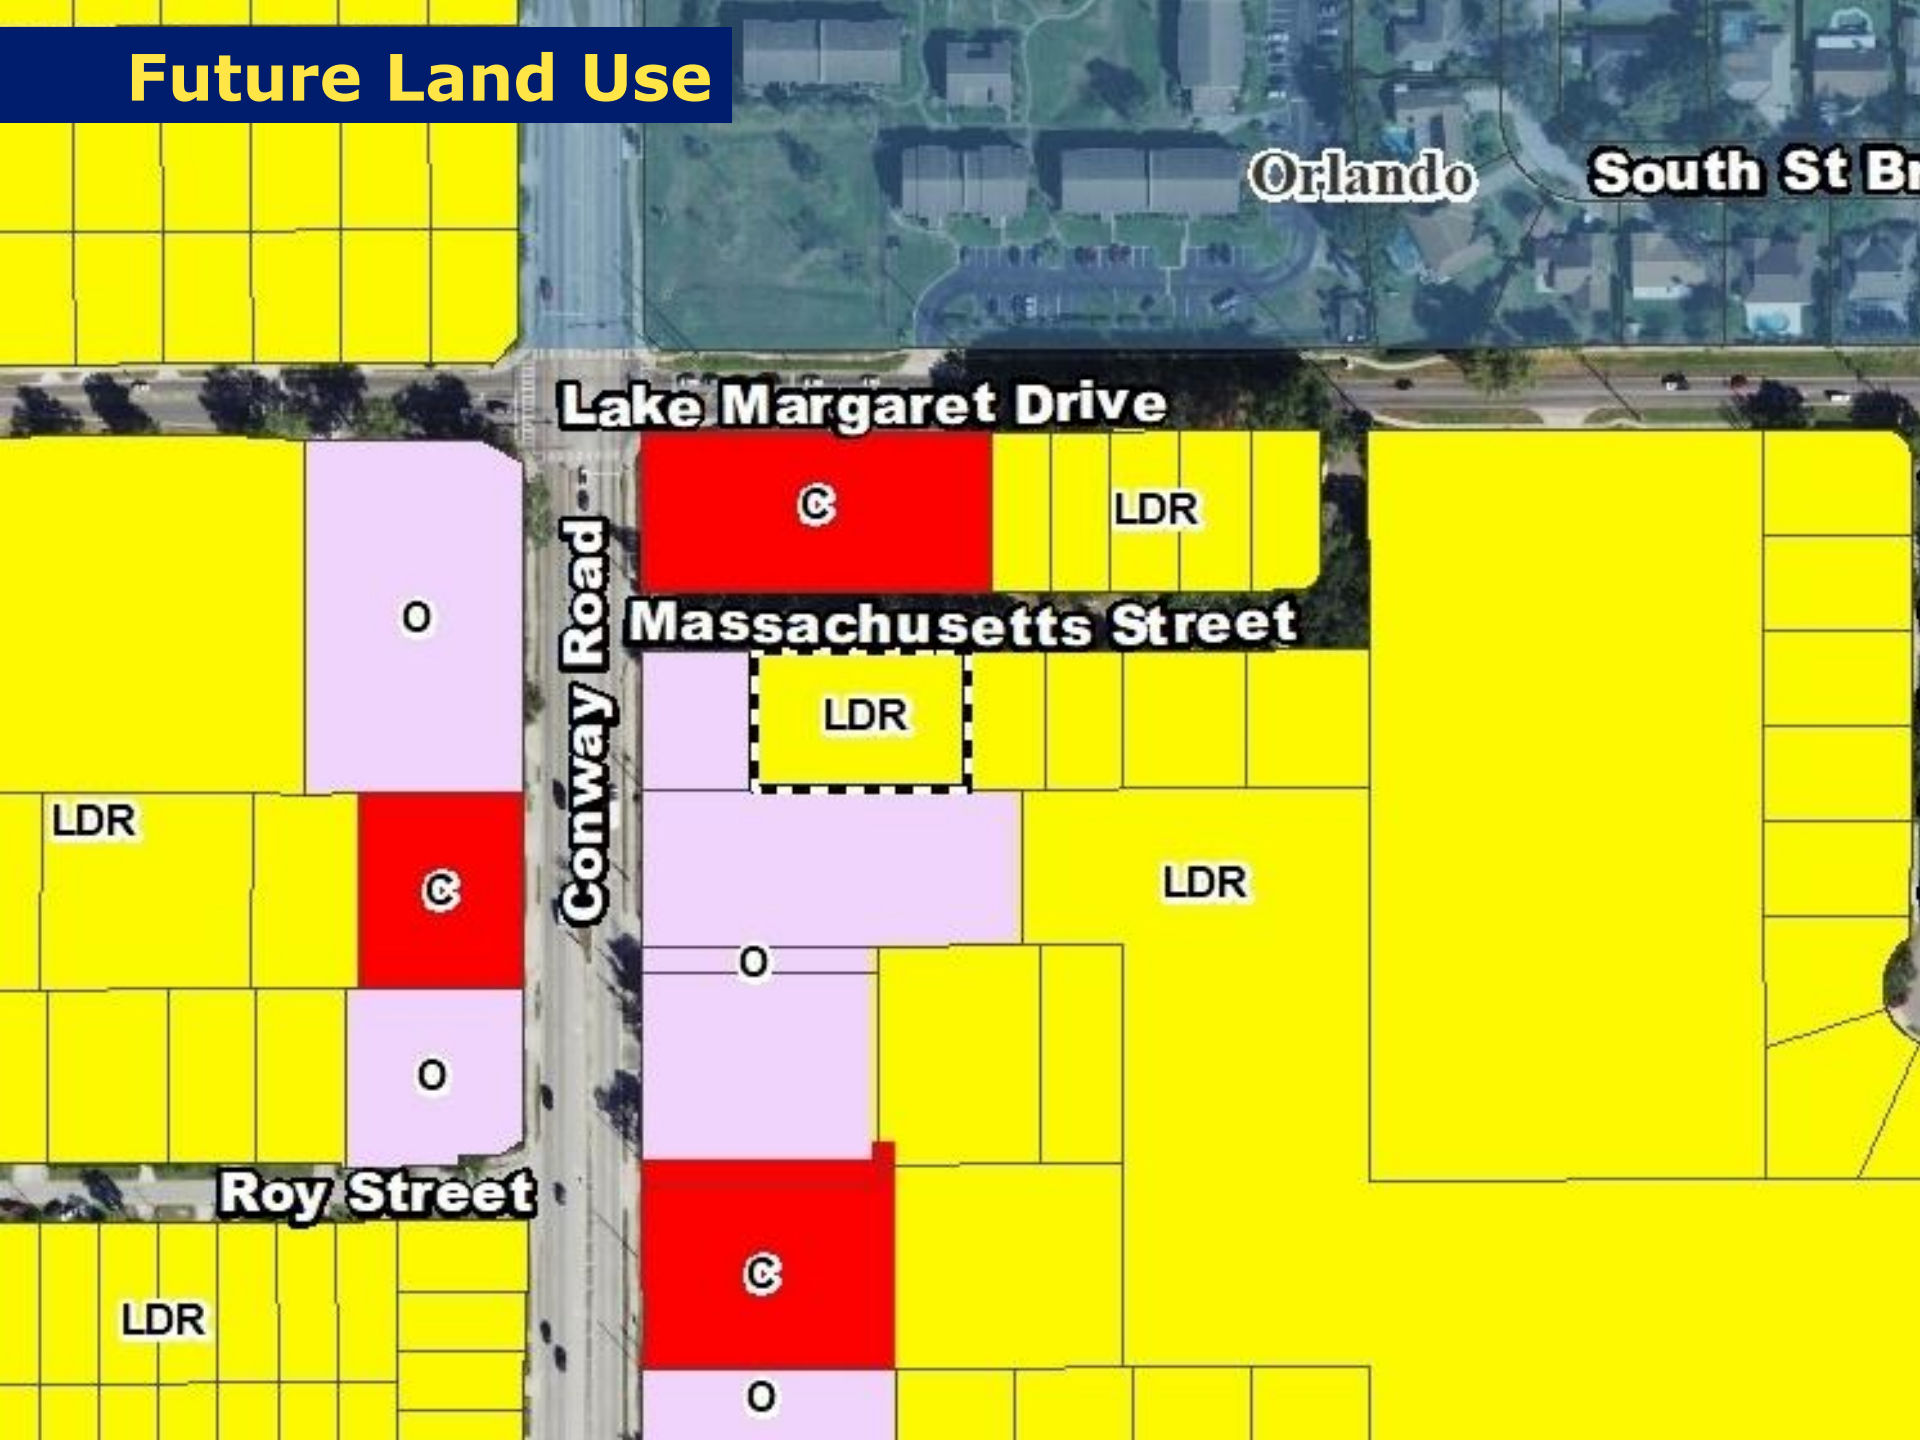 Future Land Use
Orlando
South St Br
Lake Margaret Drive
C
LDR
O
Conway Road
Massachusetts Street
LDR
LDR
C
LDR
O
O
Roy Street
C
LDR
O